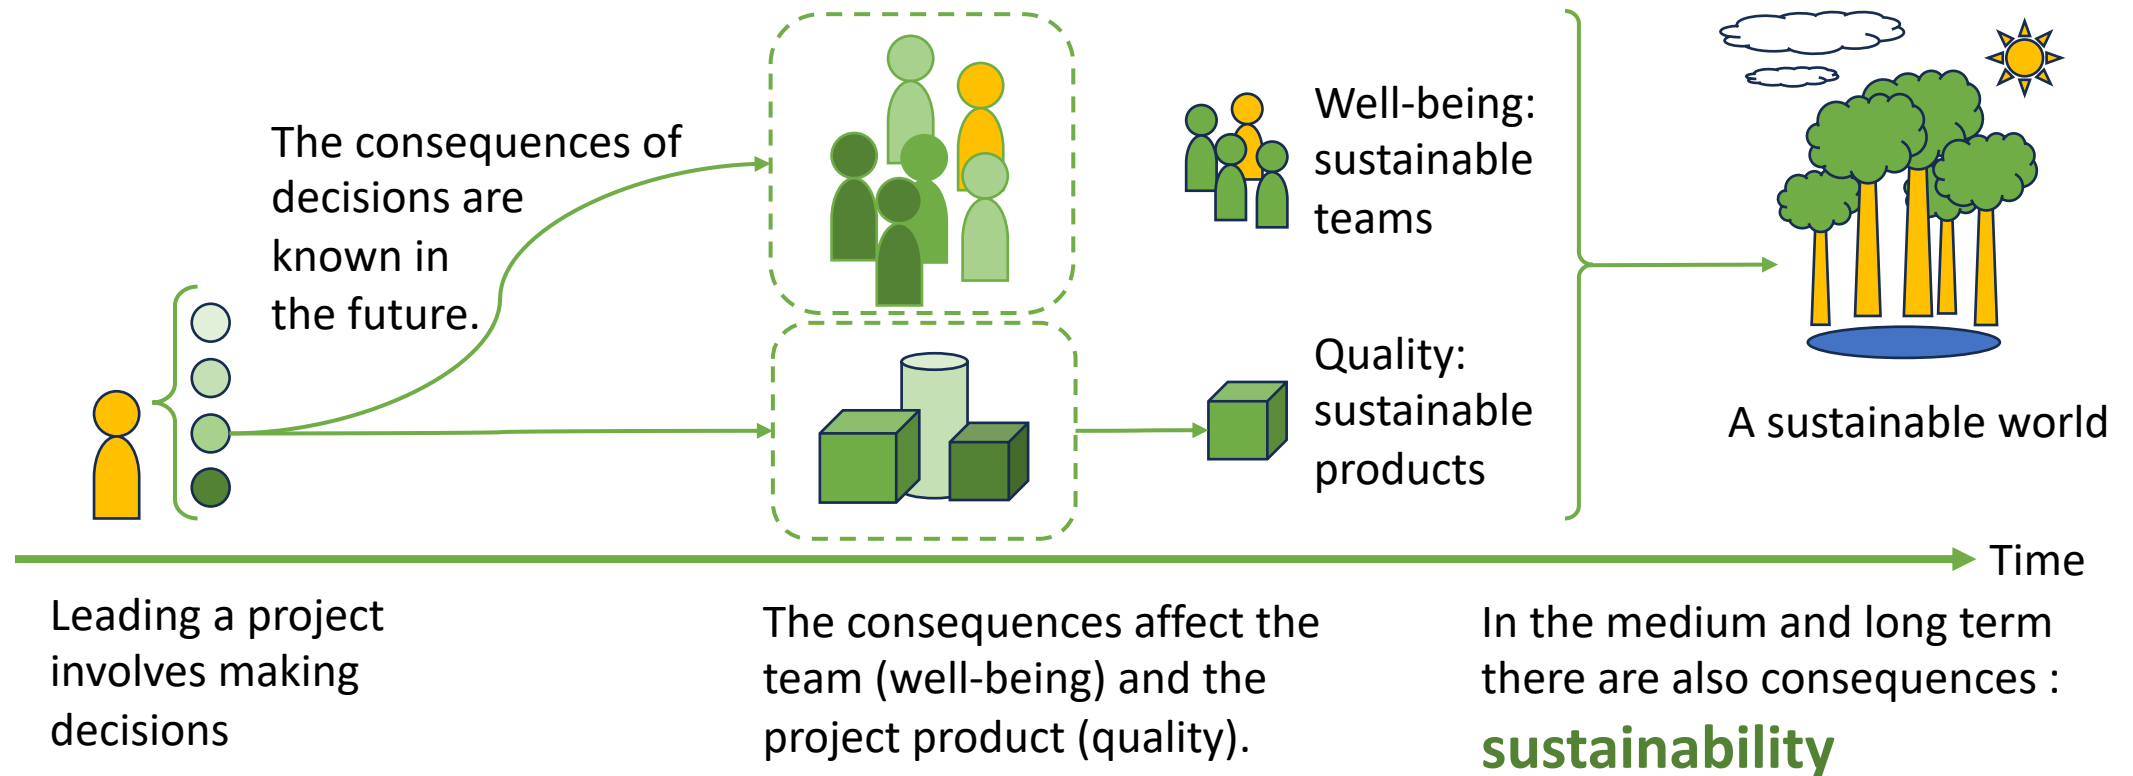 The consequences of
decisions are
known in
the future.
Well-being:
sustainable
teams
Quality:
sustainable
products
A sustainable world
Time
Leading a project
involves making
decisions
The consequences affect the
team (well-being) and the
project product (quality).
In the medium and long term
there are also consequences :
sustainability